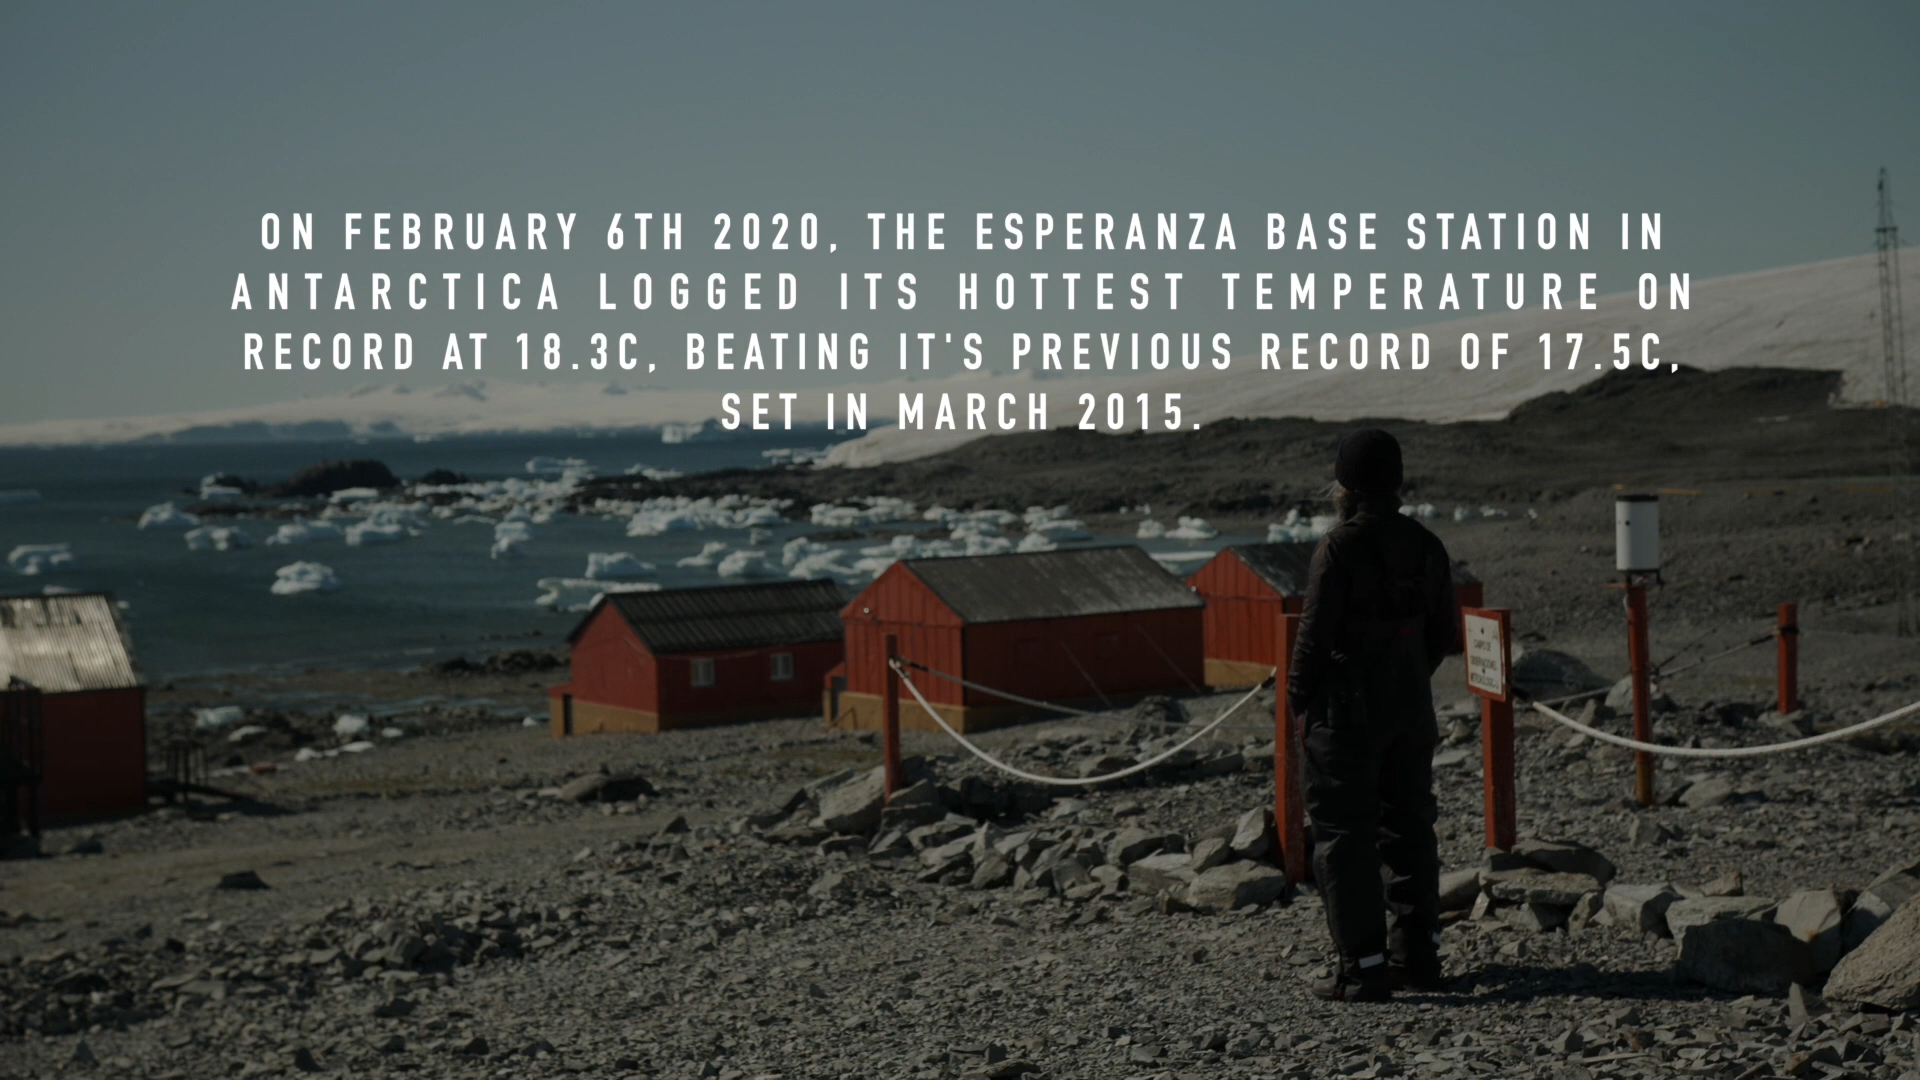 ON FEBRUARY 6TH 2020, THE ESPERANZA BASE STATION IN
ANTARCTICA LOGGED ITS HOTTEST TEMPERATURE ON
RECORD AT 18.3C, BEATING IT'S PREVIOUS RECORD OF 17.5C,
SET IN MARCH 2015.